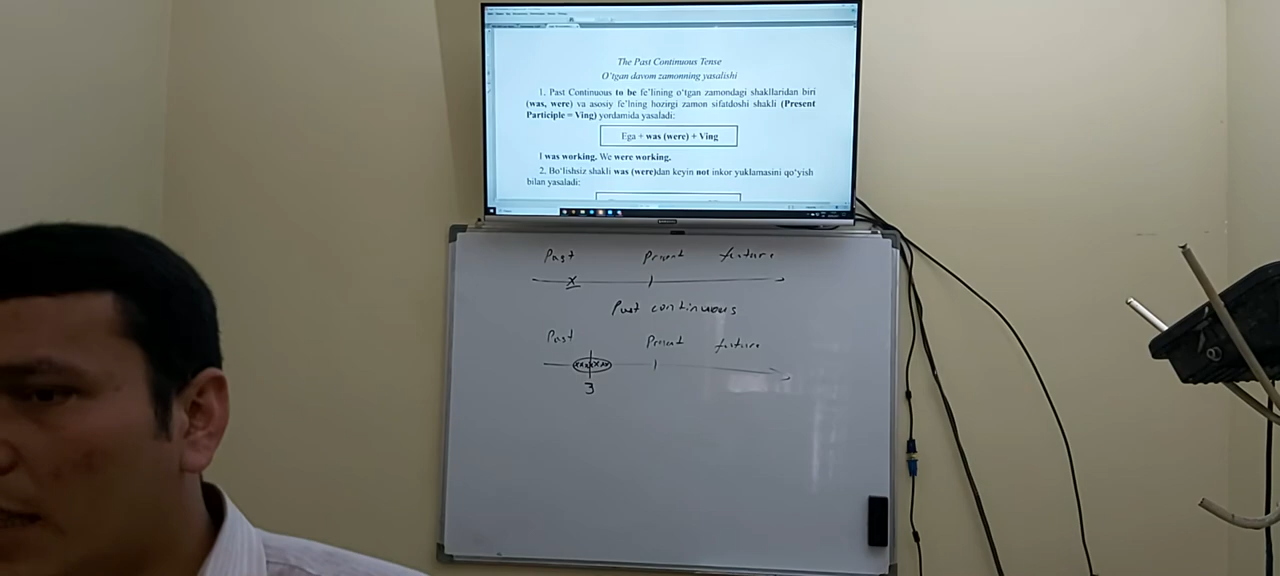 The Past Continuous Tense
O‘tgan davom zamonning yasalishi
1. Past Continuous to be fe’lining o‘tgan zamondagi shakllaridan biri
(was, were) va asosiy fe’lning hozirgi zamon sifatdoshi shakli (Present
Participle = Ving) yordamida yasaladi:
Ega + was (were) + Ving
I was working. We were working.
2. Bo‘lishsiz shakli was (were)dan keyin not inkor yuklamasini qo‘yish
bilan yasaladi:
Past Present future
x
Past continuous
Past Present future
3